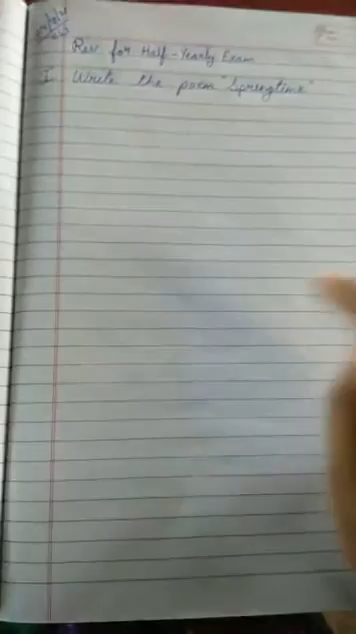 Rev. for Half-Yearly Exam
I. Write the poem "Springtime"